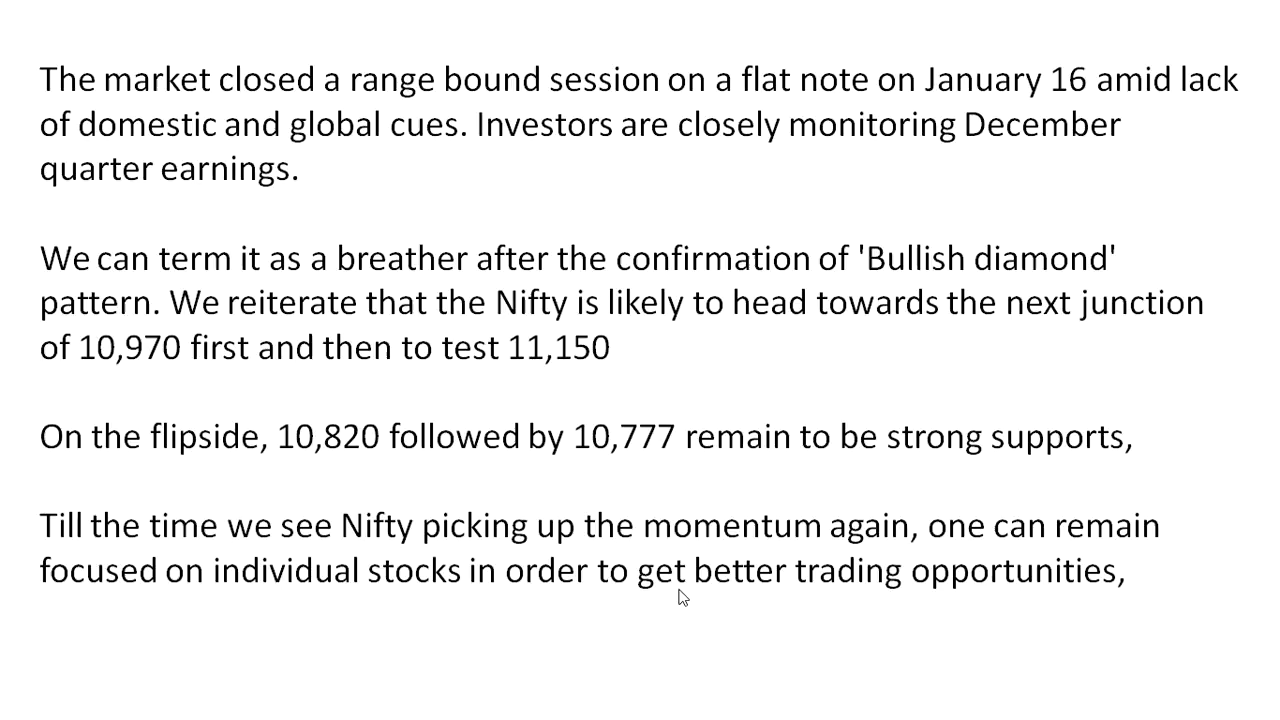 The market closed a range bound session on a flat note on January 16 amid lack
of domestic and global cues. Investors are closely monitoring December
quarter earnings.
We can term it as a breather after the confirmation of 'Bullish diamond'
pattern. We reiterate that the Nifty is likely to head towards the next junction
of 10,970 first and then to test 11,150
On the flipside, 10,820 followed by 10,777 remain to be strong supports,
Till the time we see Nifty picking up the momentum again, one can remain
focused on individual stocks in order to get better trading opportunities,